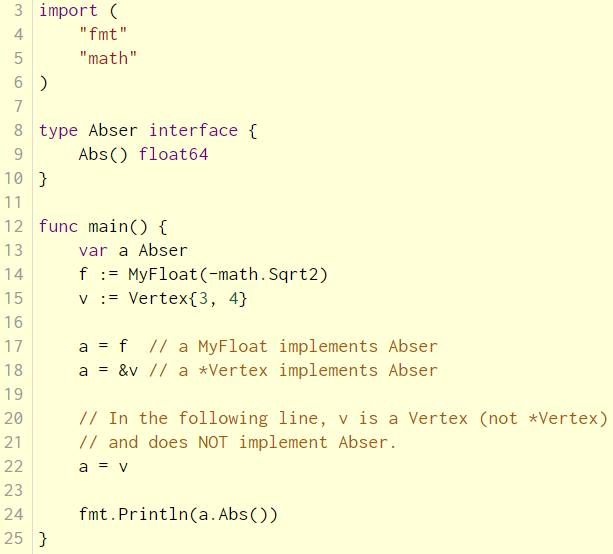 3 import (
4     "fmt"
5     "math"
6 )
7
8 type Abser interface {
9     Abs() float64
10 }
11
12 func main() {
13     var a Abser
14     f := MyFloat(-math.Sqrt2)
15     v := Vertex{3, 4}
16
17     a = f  // a MyFloat implements Abser
18     a = &v // a *Vertex implements Abser
19
20     // In the following line, v is a Vertex (not *Vertex)
21     // and does NOT implement Abser.
22     a = v
23
24     fmt.Println(a.Abs())
25 }